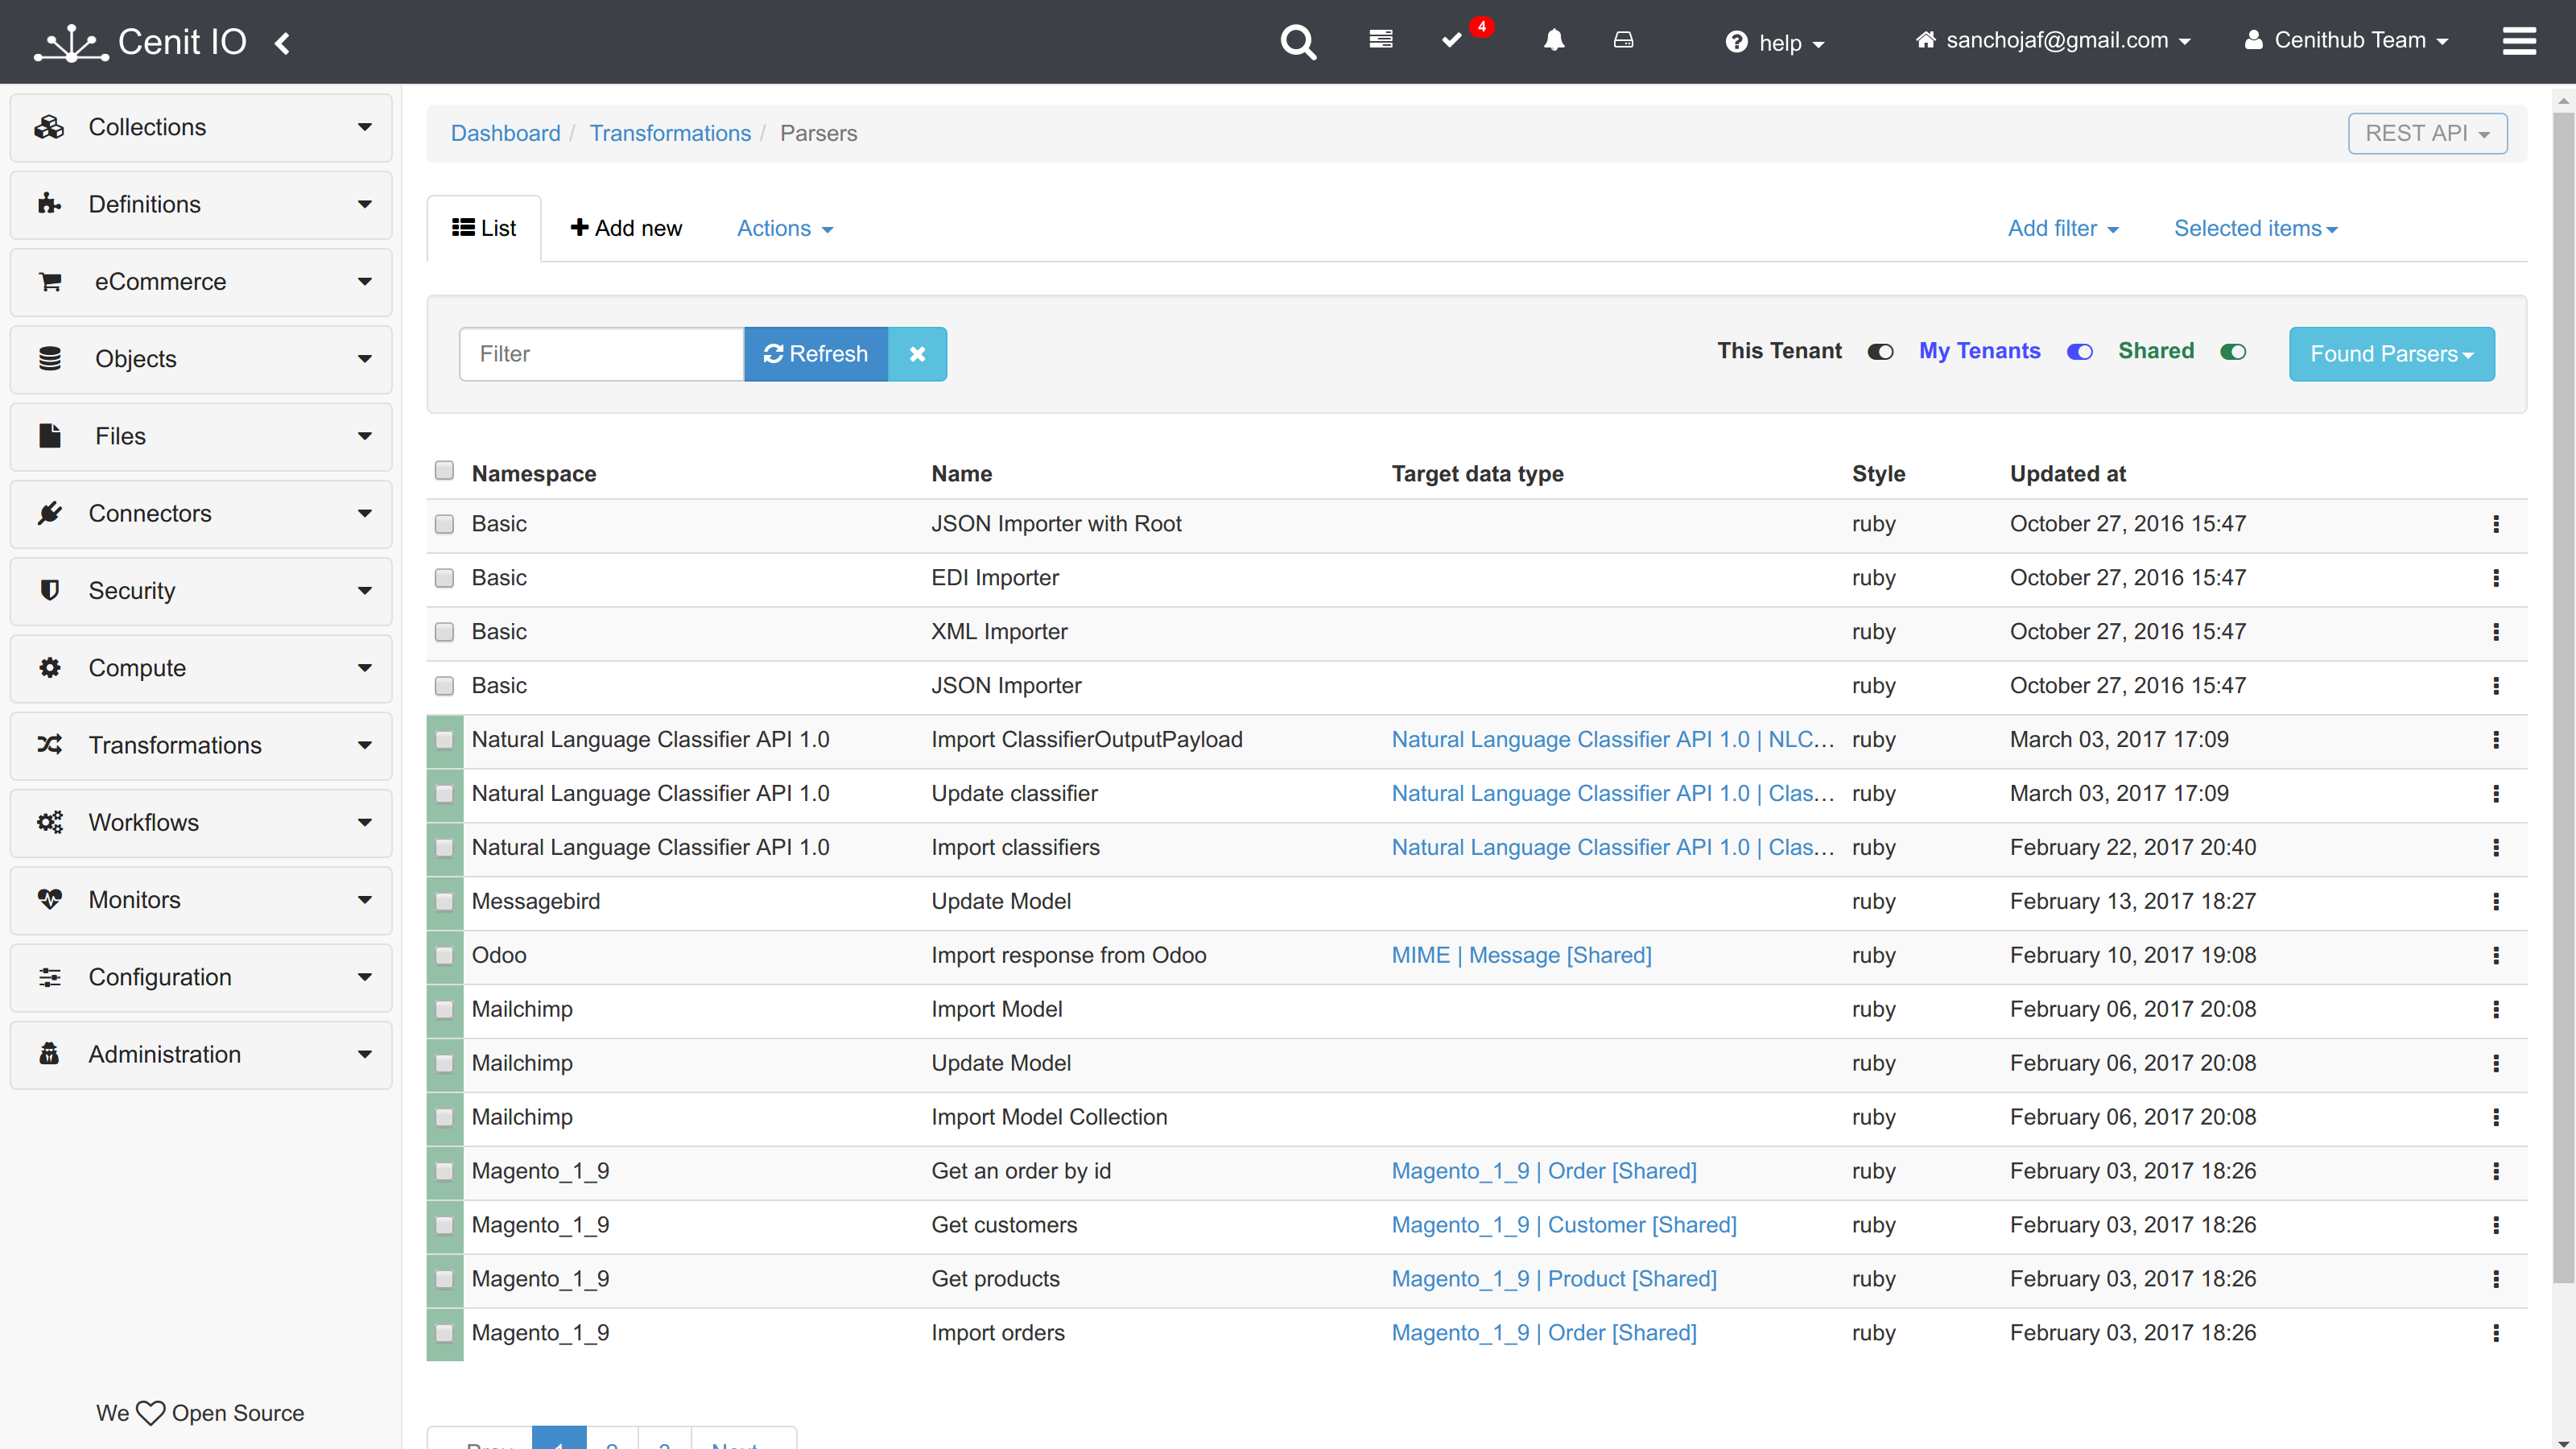 Cenit IO
4
help
sanchojaf@gmail.com
Cenithub Team
Collections
Definitions
eCommerce
Objects
Files
Connectors
Security
Compute
Transformations
Workflows
Monitors
Configuration
Administration
We Open Source
Dashboard / Transformations / Parsers
REST API
List
Add new
Actions
Add filter
Selected items
Filter
Refresh
This Tenant
My Tenants
Shared
Found Parsers
Namespace Name Target data type Style Updated at
Basic JSON Importer with Root ruby October 27, 2016 15:47
Basic EDI Importer ruby October 27, 2016 15:47
Basic XML Importer ruby October 27, 2016 15:47
Basic JSON Importer ruby October 27, 2016 15:47
Natural Language Classifier API 1.0 Import ClassifierOutputPayload Natural Language Classifier API 1.0 | NLC... ruby March 03, 2017 17:09
Natural Language Classifier API 1.0 Update classifier Natural Language Classifier API 1.0 | Clas... ruby March 03, 2017 17:09
Natural Language Classifier API 1.0 Import classifiers Natural Language Classifier API 1.0 | Clas... ruby February 22, 2017 20:40
Messagebird Update Model ruby February 13, 2017 18:27
Odoo Import response from Odoo MIME | Message [Shared] ruby February 10, 2017 19:08
Mailchimp Import Model ruby February 06, 2017 20:08
Mailchimp Update Model ruby February 06, 2017 20:08
Mailchimp Import Model Collection ruby February 06, 2017 20:08
Magento_1_9 Get an order by id Magento_1_9 | Order [Shared] ruby February 03, 2017 18:26
Magento_1_9 Get customers Magento_1_9 | Customer [Shared] ruby February 03, 2017 18:26
Magento_1_9 Get products Magento_1_9 | Product [Shared] ruby February 03, 2017 18:26
Magento_1_9 Import orders Magento_1_9 | Order [Shared] ruby February 03, 2017 18:26
Prev 1 2 3 Next